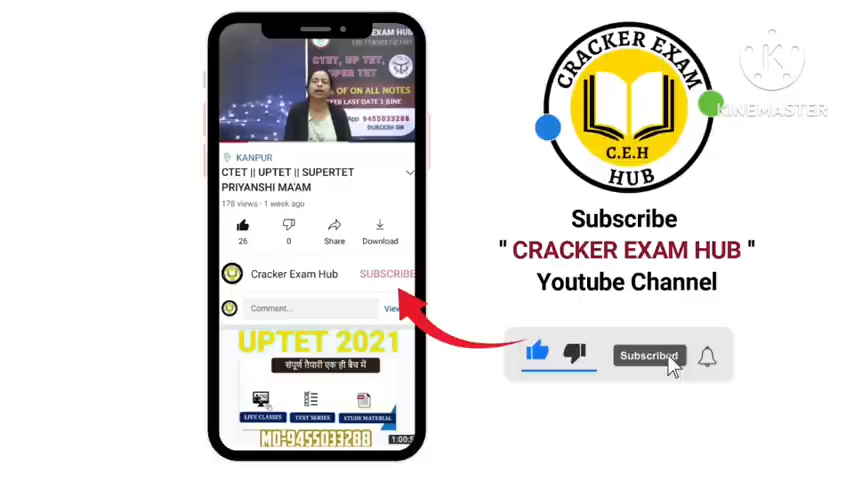 EXAM HUB
CTET, UP TET,
SUPER TET
OF ON ALL NOTES
LAST DATE 1 JUNE
App 9455033288
DURGESH SIR
KANPUR
CTET || UPTET || SUPERTET
PRIYANSHI MA'AM
178 views · 1 week ago
26
0
Share
Download
Cracker Exam Hub
SUBSCRIBE
Comment...
View
UPTET 2021
संपूर्ण तैयारी एक ही बैच में
LIVE CLASSES
TEST SERIES
STUDY MATERIAL
MO-9455033288
1:00:5
CRACKER EXAM
C.E.H
HUB
KINEMASTER
Subscribe
" CRACKER EXAM HUB "
Youtube Channel
Subscribed